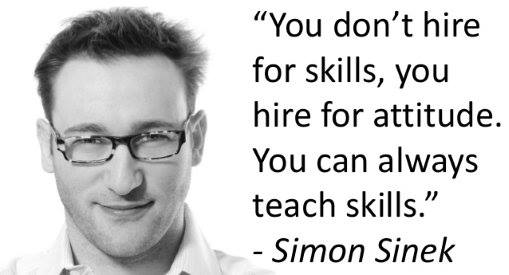 “You don’t hire
for skills, you
hire for attitude.
You can always
teach skills.”
- Simon Sinek